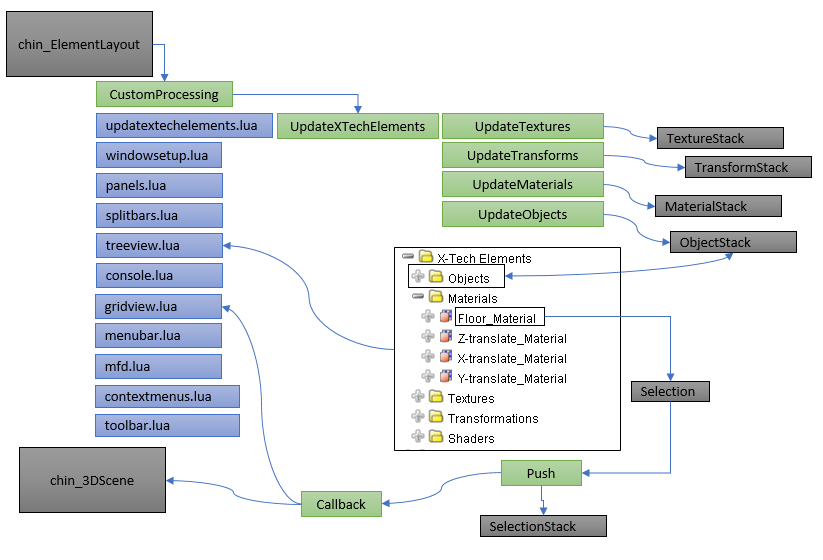 chin_ElementLayout
CustomProcessing
updatextechelements.lua
UpdateXTechElements
UpdateTextures
TextureStack
windowsetup.lua
UpdateTransforms
TransformStack
panels.lua
UpdateMaterials
MaterialStack
splitbars.lua
UpdateObjects
ObjectStack
treeview.lua
X-Tech Elements
console.lua
Objects
gridview.lua
Materials
Floor_Material
menubar.lua
Z-translate_Material
mfd.lua
X-translate_Material
Y-translate_Material
Selection
contextmenus.lua
Textures
toolbar.lua
Transformations
Shaders
chin_3DScene
Push
Callback
SelectionStack